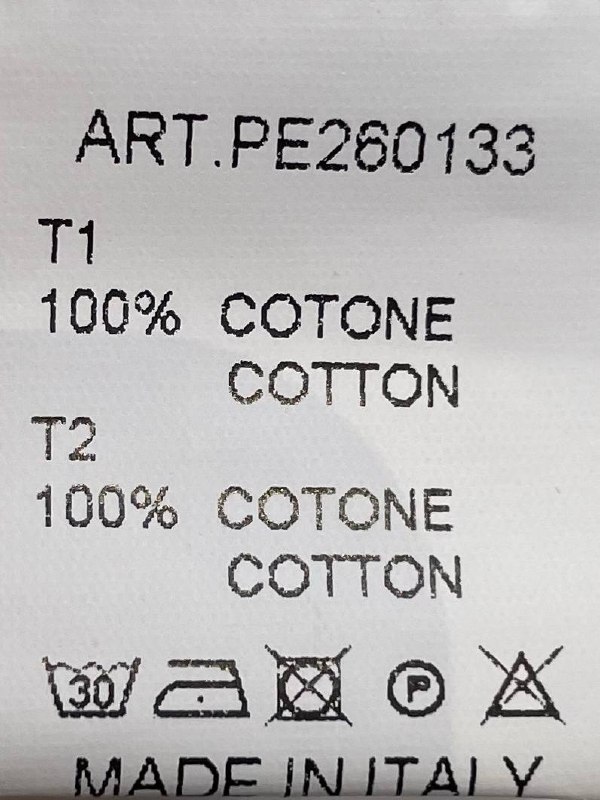 ART.PE260133
T1
100% COTONE
COTTON
T2
100% COTONE
COTTON
30 P
MADE IN ITALY